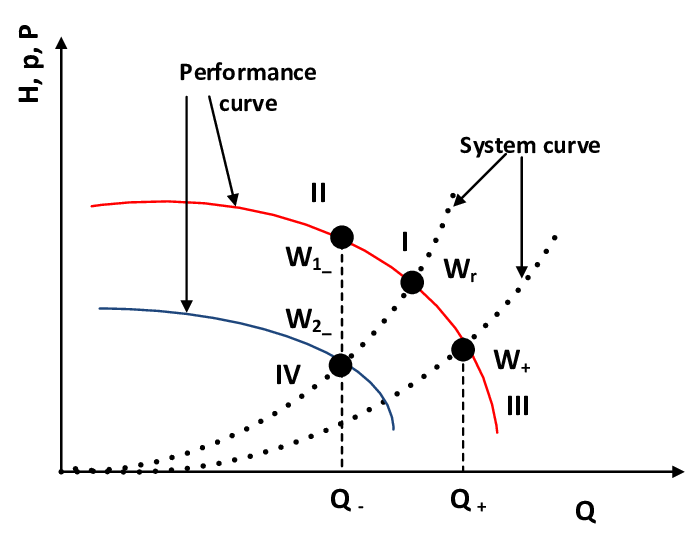 H, p, P
Performance
curve
System curve
II
I
W1_
Wr
W2_
W+
IV
III
Q -
Q +
Q